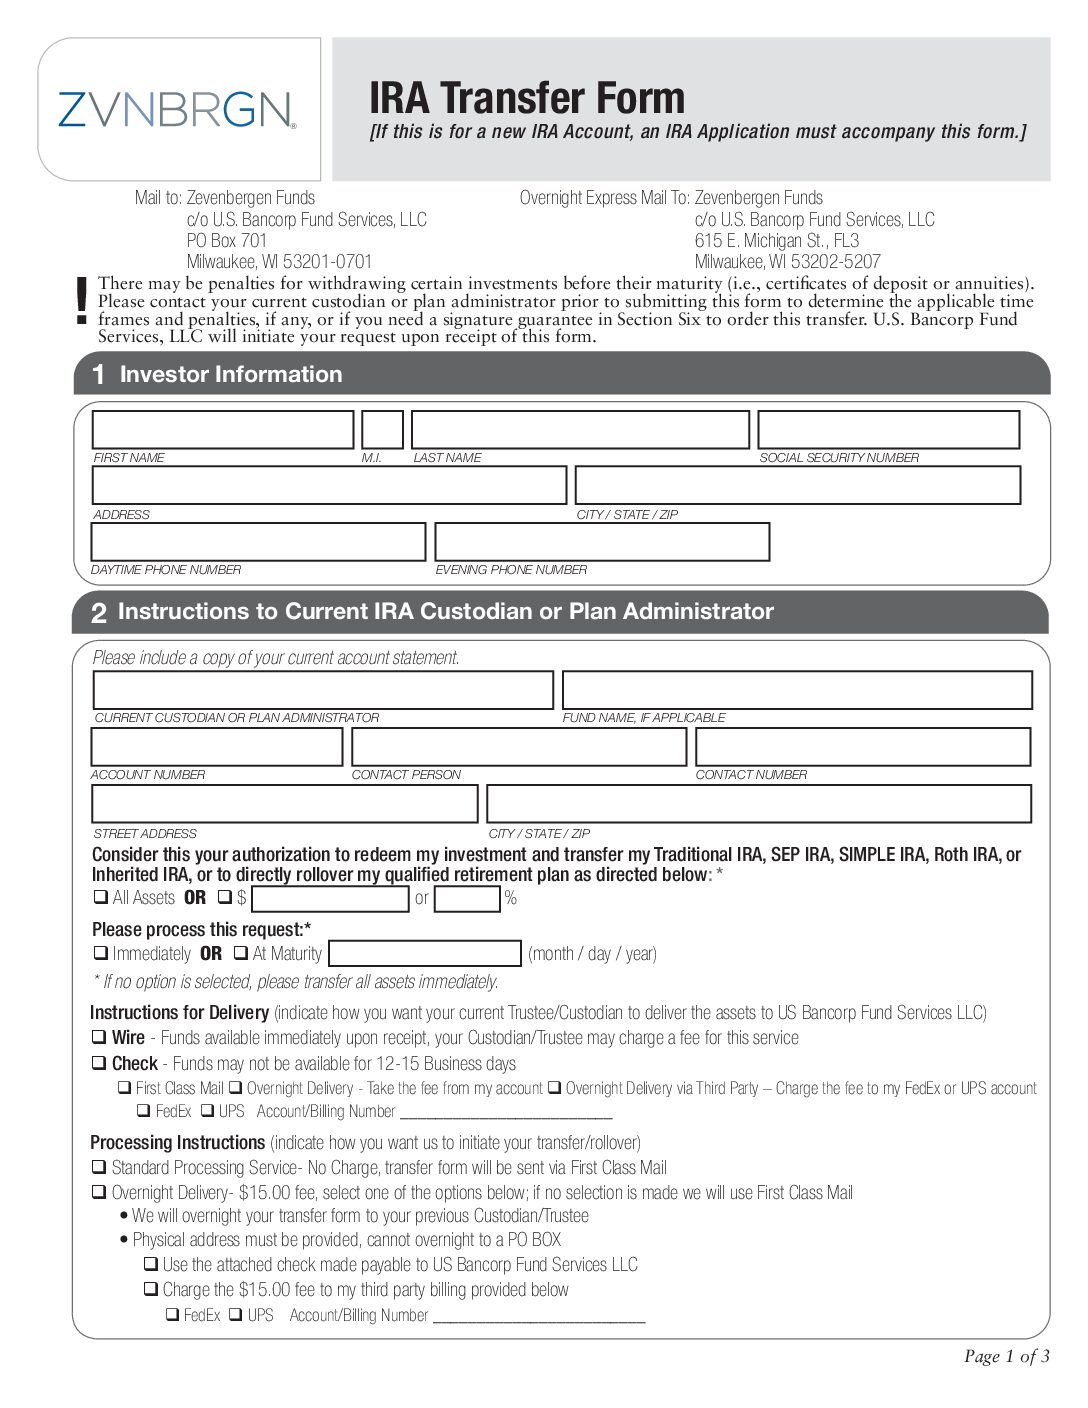 ZVNBRGN®
IRA Transfer Form
[If this is for a new IRA Account, an IRA Application must accompany this form.]
Mail to: Zevenbergen Funds
c/o U.S. Bancorp Fund Services, LLC
PO Box 701
Milwaukee, WI 53201-0701
Overnight Express Mail To: Zevenbergen Funds
c/o U.S. Bancorp Fund Services, LLC
615 E. Michigan St., FL3
Milwaukee, WI 53202-5207
! There may be penalties for withdrawing certain investments before their maturity (i.e., certificates of deposit or annuities).
Please contact your current custodian or plan administrator prior to submitting this form to determine the applicable time
frames and penalties, if any, or if you need a signature guarantee in Section Six to order this transfer. U.S. Bancorp Fund
Services, LLC will initiate your request upon receipt of this form.
1 Investor Information
FIRST NAME M.I. LAST NAME SOCIAL SECURITY NUMBER
ADDRESS CITY / STATE / ZIP
DAYTIME PHONE NUMBER EVENING PHONE NUMBER
2 Instructions to Current IRA Custodian or Plan Administrator
Please include a copy of your current account statement.
CURRENT CUSTODIAN OR PLAN ADMINISTRATOR FUND NAME, IF APPLICABLE
ACCOUNT NUMBER CONTACT PERSON CONTACT NUMBER
STREET ADDRESS CITY / STATE / ZIP
Consider this your authorization to redeem my investment and transfer my Traditional IRA, SEP IRA, SIMPLE IRA, Roth IRA, or
Inherited IRA, or to directly rollover my qualified retirement plan as directed below: *
❑ All Assets OR ❑ $ or %
Please process this request:*
❑ Immediately OR ❑ At Maturity (month / day / year)
* If no option is selected, please transfer all assets immediately.
Instructions for Delivery (indicate how you want your current Trustee/Custodian to deliver the assets to US Bancorp Fund Services LLC)
❑ Wire - Funds available immediately upon receipt, your Custodian/Trustee may charge a fee for this service
❑ Check - Funds may not be available for 12-15 Business days
❑ First Class Mail ❑ Overnight Delivery - Take the fee from my account ❑ Overnight Delivery via Third Party – Charge the fee to my FedEx or UPS account
❑ FedEx ❑ UPS Account/Billing Number ________________________
Processing Instructions (indicate how you want us to initiate your transfer/rollover)
❑ Standard Processing Service- No Charge, transfer form will be sent via First Class Mail
❑ Overnight Delivery- $15.00 fee, select one of the options below; if no selection is made we will use First Class Mail
• We will overnight your transfer form to your previous Custodian/Trustee
• Physical address must be provided, cannot overnight to a PO BOX
❑ Use the attached check made payable to US Bancorp Fund Services LLC
❑ Charge the $15.00 fee to my third party billing provided below
❑ FedEx ❑ UPS Account/Billing Number ________________________
Page 1 of 3